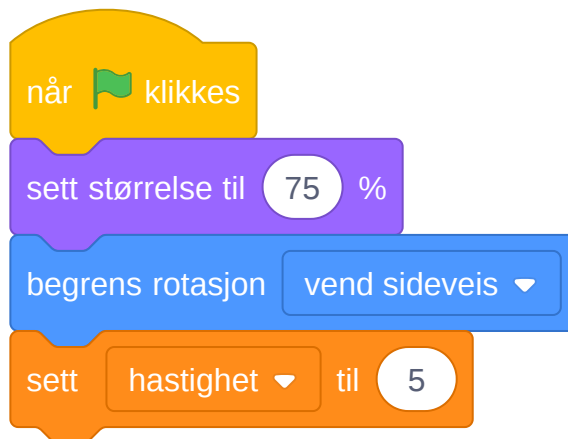 når klikkes
sett størrelse til 75 %
begrens rotasjon vend sideveis
sett hastighet til 5